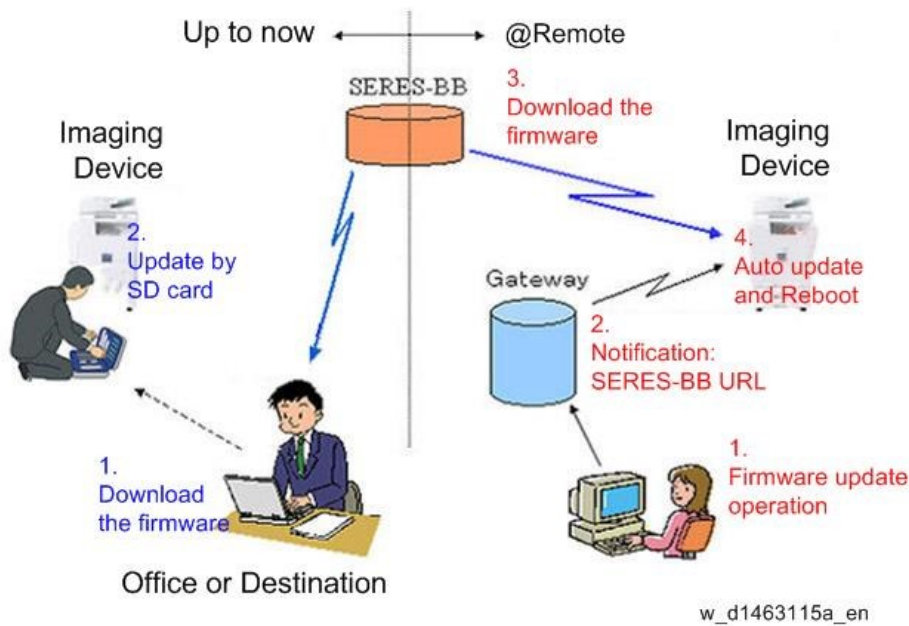 Up to now
@Remote
SERES-BB
3.
Download the
firmware
Imaging
Device
Imaging
Device
2.
Update by
SD card
4.
Auto update
and Reboot
Gateway
2.
Notification:
SERES-BB URL
1.
Download
the firmware
1.
Firmware update
operation
Office or Destination
w_d1463115a_en